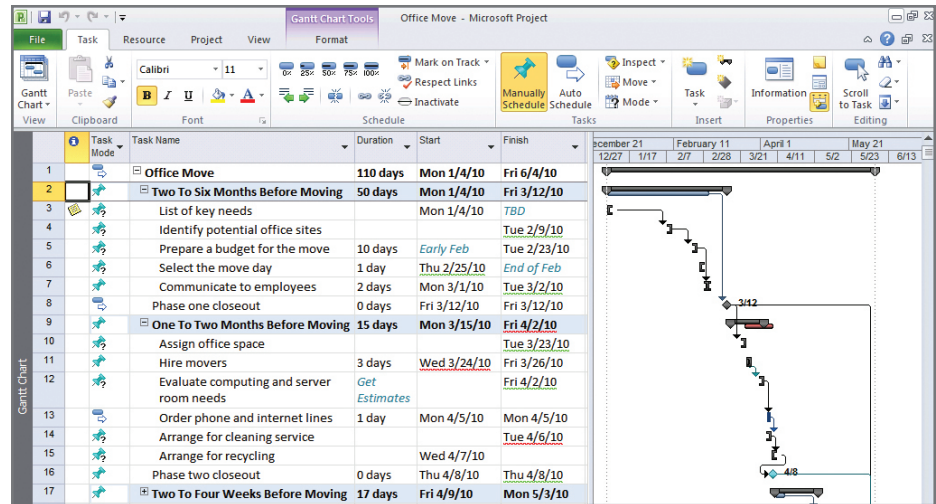 Gantt Chart Tools
Office Move - Microsoft Project
File Task Resource Project View Format
Gantt Chart
View
Paste
Clipboard
Calibri 11
B I U A
Font
0% 25% 50% 75% 100%
Mark on Track
Respect Links
Inactivate
Schedule
Manually Schedule
Auto Schedule
Inspect
Move
Mode
Tasks
Task
Insert
Information
Properties
Scroll to Task
Editing
Task Mode Task Name Duration Start Finish
ecember 21 February 11 April 1 May 21
12/27 1/17 2/7 2/28 3/21 4/11 5/2 5/23 6/13
1 Office Move 110 days Mon 1/4/10 Fri 6/4/10
2 Two To Six Months Before Moving 50 days Mon 1/4/10 Fri 3/12/10
3 List of key needs Mon 1/4/10 TBD
4 Identify potential office sites Tue 2/9/10
5 Prepare a budget for the move 10 days Early Feb Tue 2/23/10
6 Select the move day 1 day Thu 2/25/10 End of Feb
7 Communicate to employees 2 days Mon 3/1/10 Tue 3/2/10
8 Phase one closeout 0 days Fri 3/12/10 Fri 3/12/10 3/12
9 One To Two Months Before Moving 15 days Mon 3/15/10 Fri 4/2/10
10 Assign office space Tue 3/23/10
11 Hire movers 3 days Wed 3/24/10 Fri 3/26/10
12 Evaluate computing and server room needs Get Estimates Fri 4/2/10
13 Order phone and internet lines 1 day Mon 4/5/10 Mon 4/5/10
14 Arrange for cleaning service Tue 4/6/10
15 Arrange for recycling Wed 4/7/10
16 Phase two closeout 0 days Thu 4/8/10 Thu 4/8/10 4/8
17 Two To Four Weeks Before Moving 17 days Fri 4/9/10 Mon 5/3/10
Gantt Chart